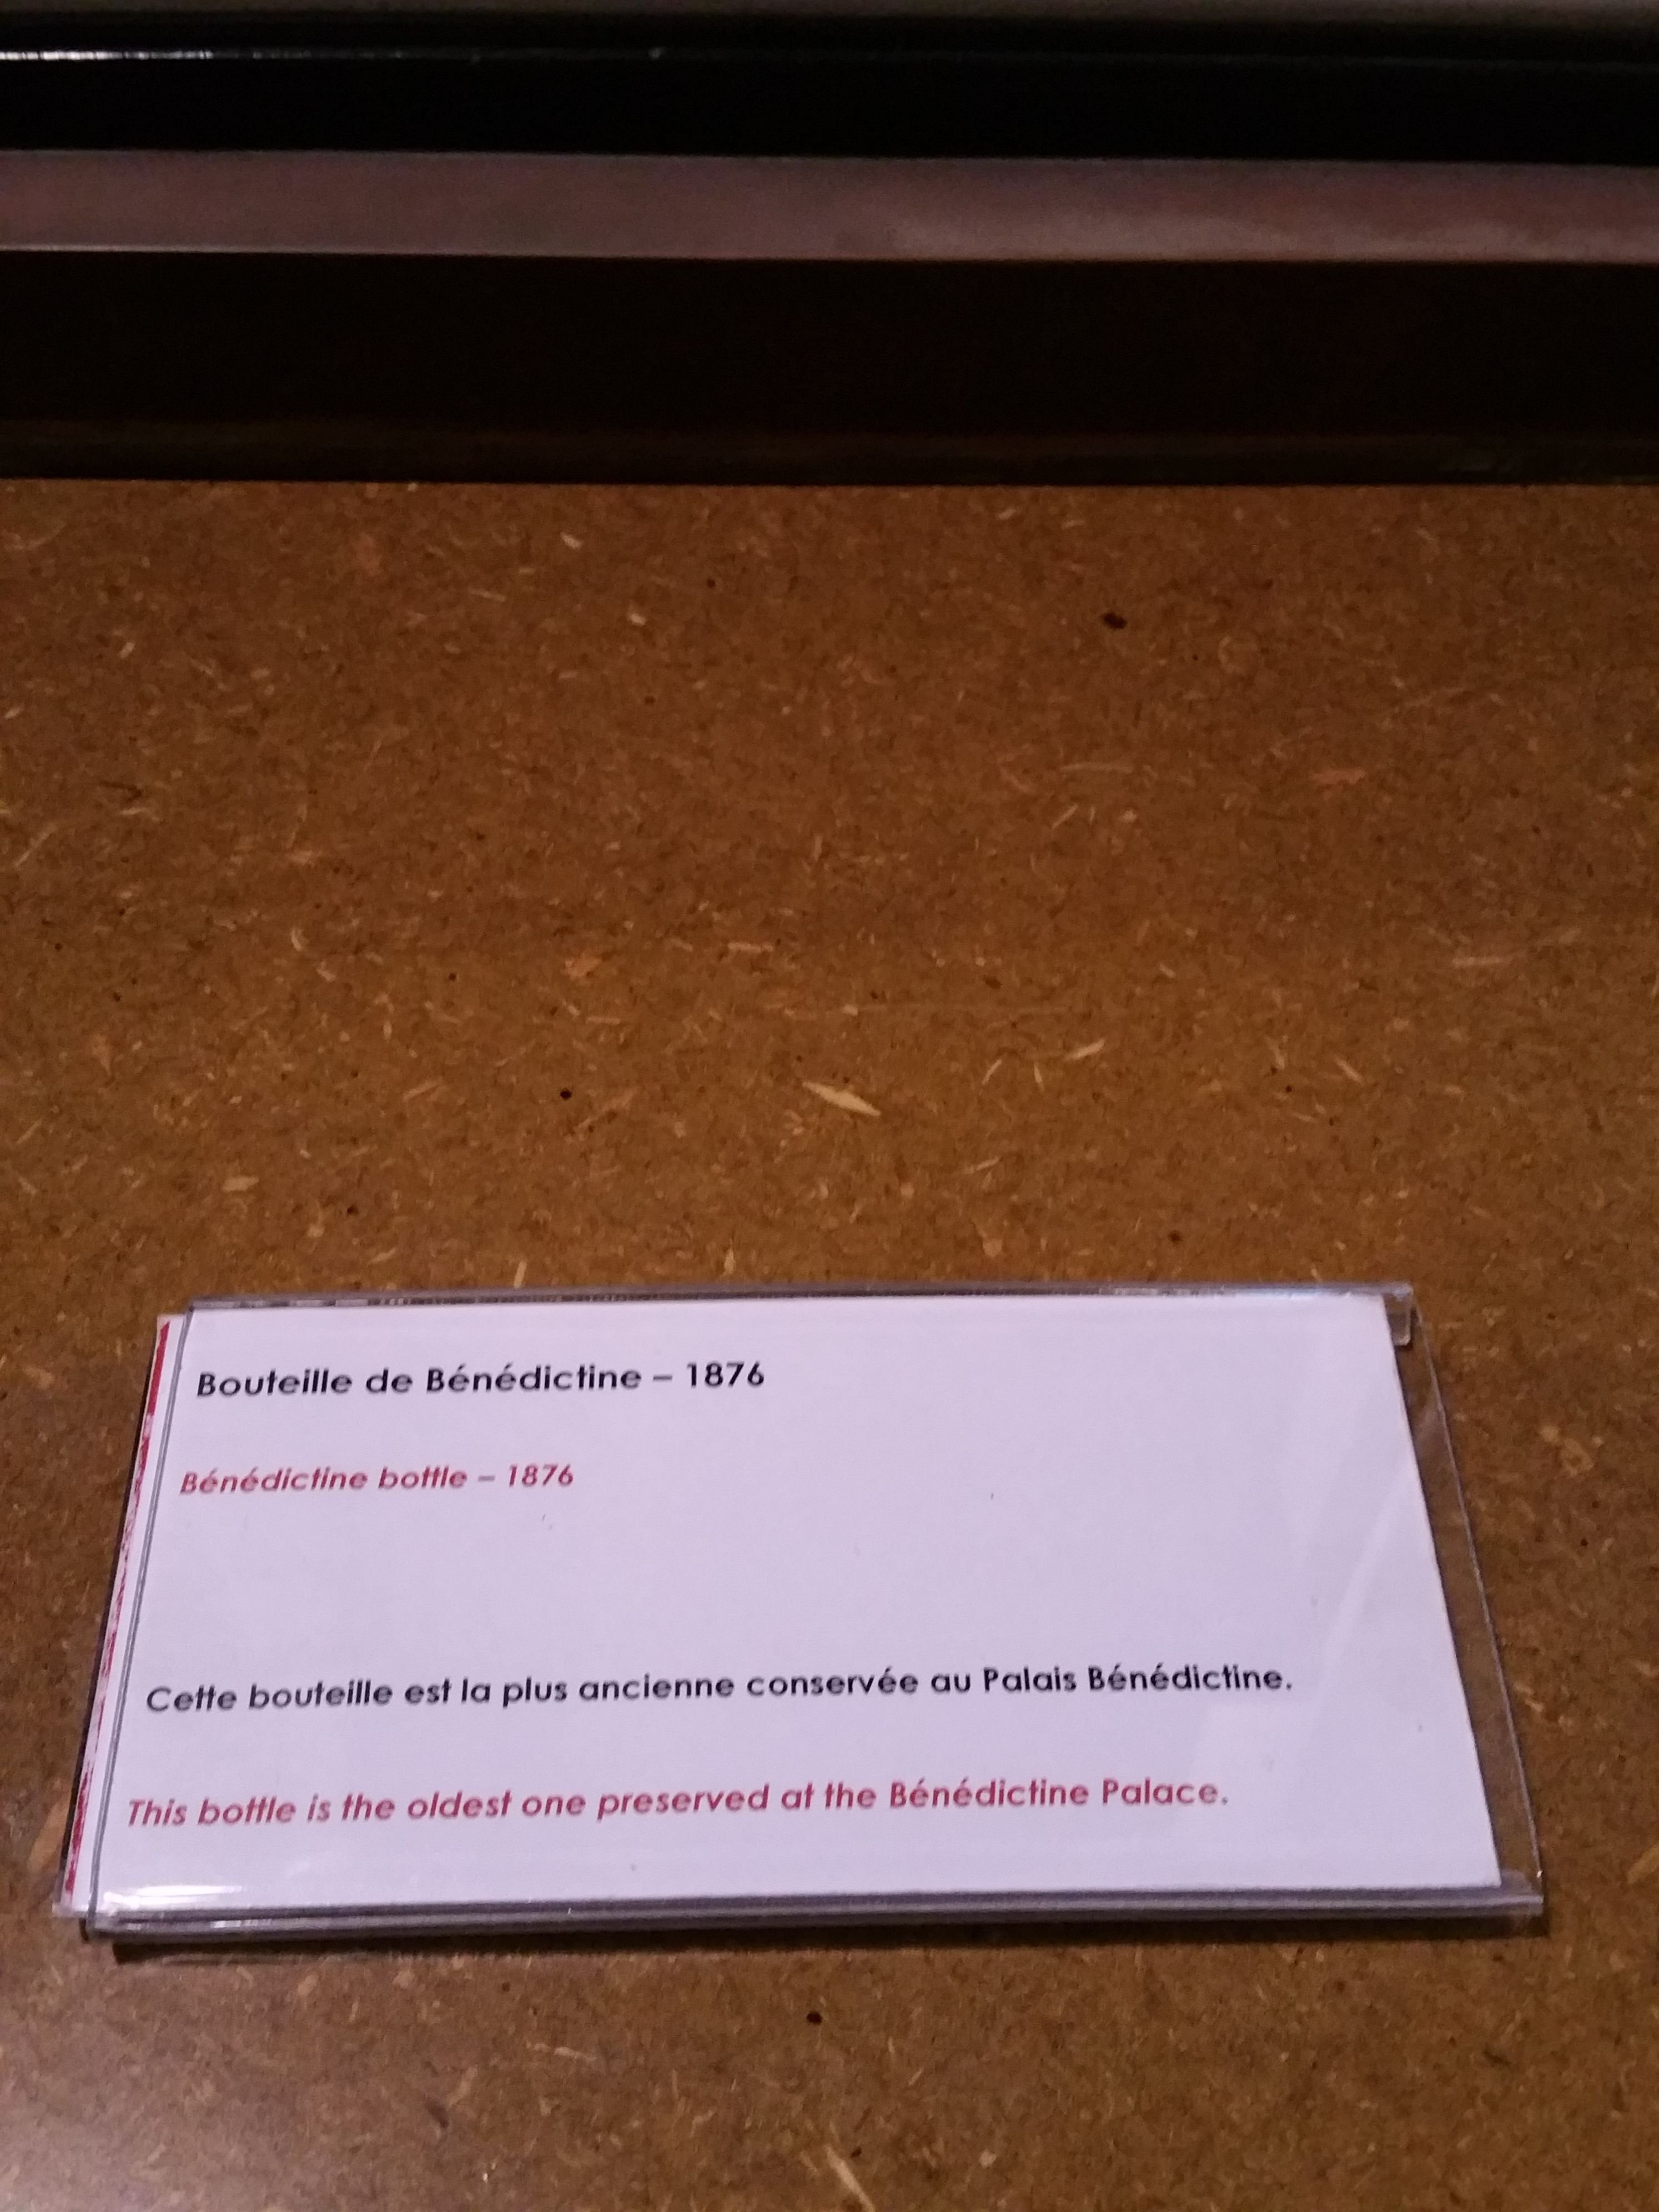 Bouteille de Bénédictine – 1876
Bénédictine bottle – 1876
Cette bouteille est la plus ancienne conservée au Palais Bénédictine.
This bottle is the oldest one preserved at the Bénédictine Palace.